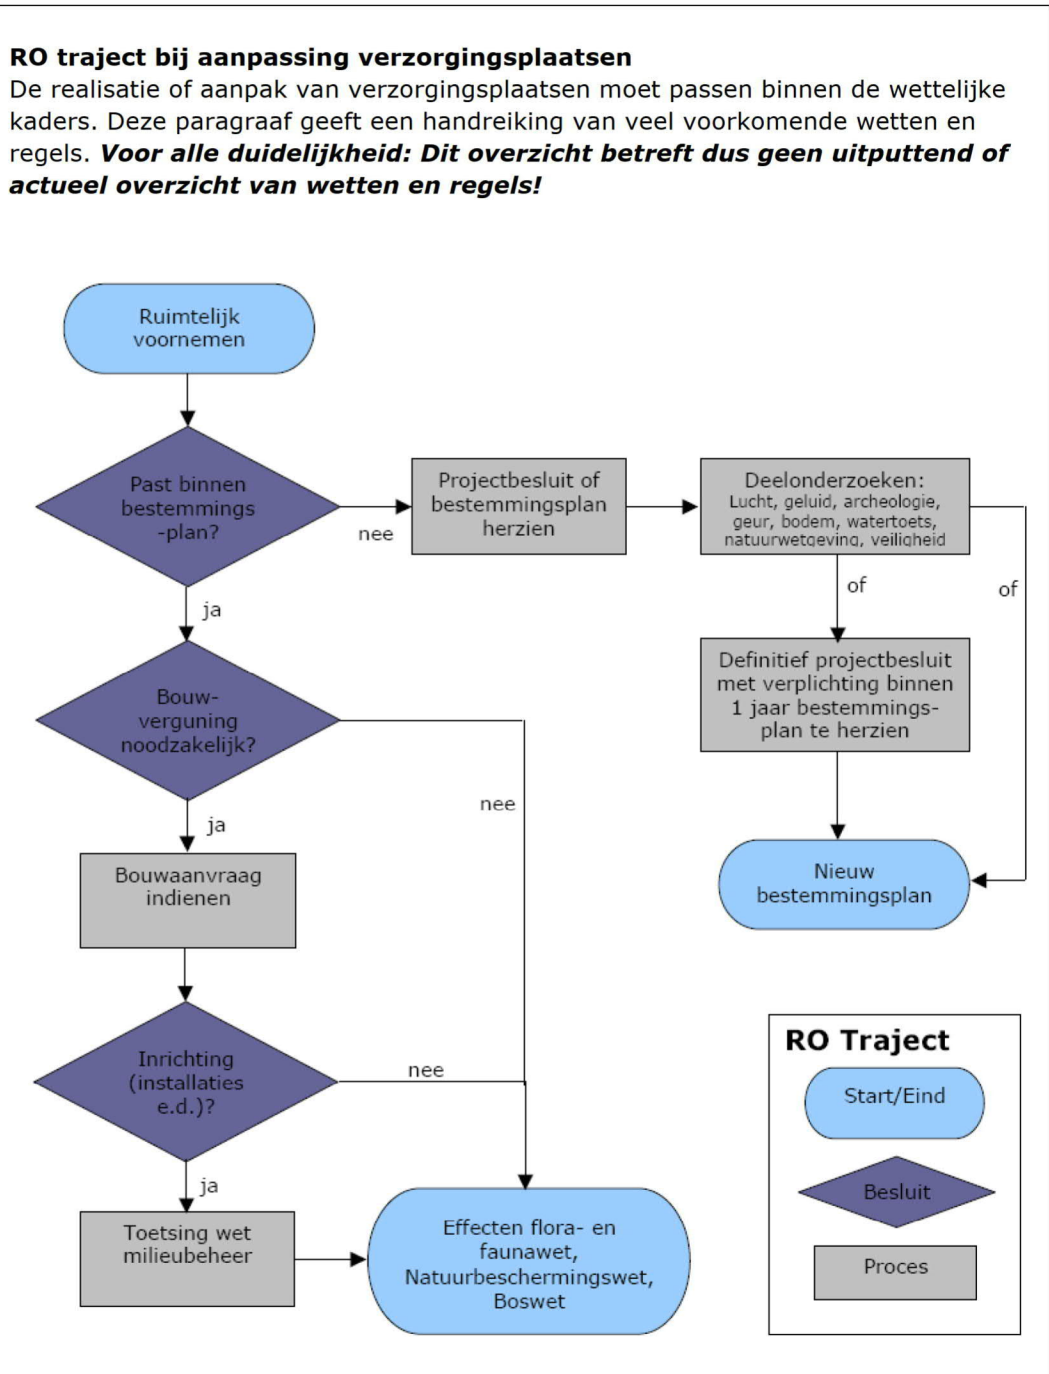 RO traject bij aanpassing verzorgingsplaatsen
De realisatie of aanpak van verzorgingsplaatsen moet passen binnen de wettelijke
kaders. Deze paragraaf geeft een handreiking van veel voorkomende wetten en
regels. Voor alle duidelijkheid: Dit overzicht betreft dus geen uitputtend of
actueel overzicht van wetten en regels!
Ruimtelijk
voornemen
Past binnen
bestemmings
-plan?
nee
Projectbesluit of
bestemmingsplan
herzien
Deelonderzoeken:
Lucht, geluid, archeologie,
geur, bodem, watertoets,
natuurwetgeving, veiligheid
of
of
ja
Definitief projectbesluit
met verplichting binnen
1 jaar bestemmings-
plan te herzien
Bouw-
verguning
noodzakelijk?
nee
ja
Bouwaanvraag
indienen
Nieuw
bestemmingsplan
Inrichting
(installaties
e.d.)?
nee
ja
Toetsing wet
milieubeheer
Effecten flora- en
faunawet,
Natuurbeschermingswet,
Boswet
RO Traject
Start/Eind
Besluit
Proces